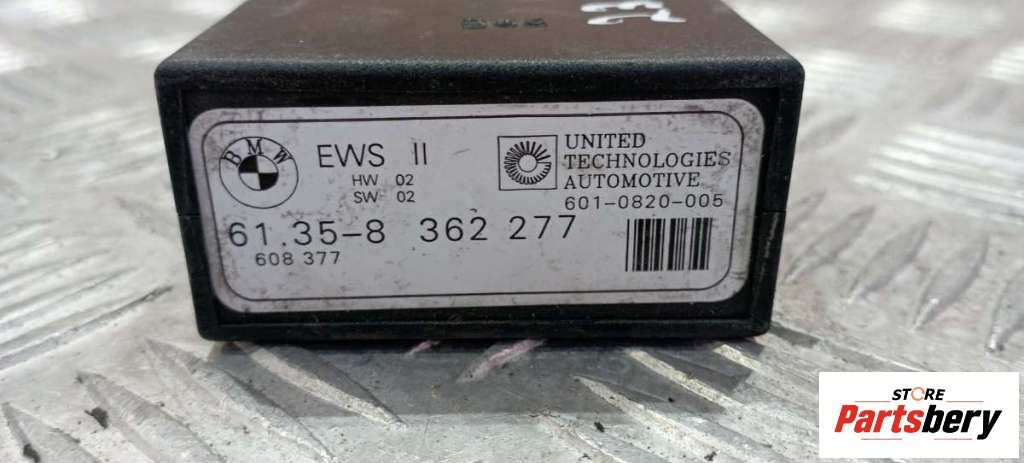 BMW
EWS II
HW 02
SW 02
UNITED
TECHNOLOGIES
AUTOMOTIVE
601-0820-005
61.35-8 362 277
608 377
STORE
Partsbery